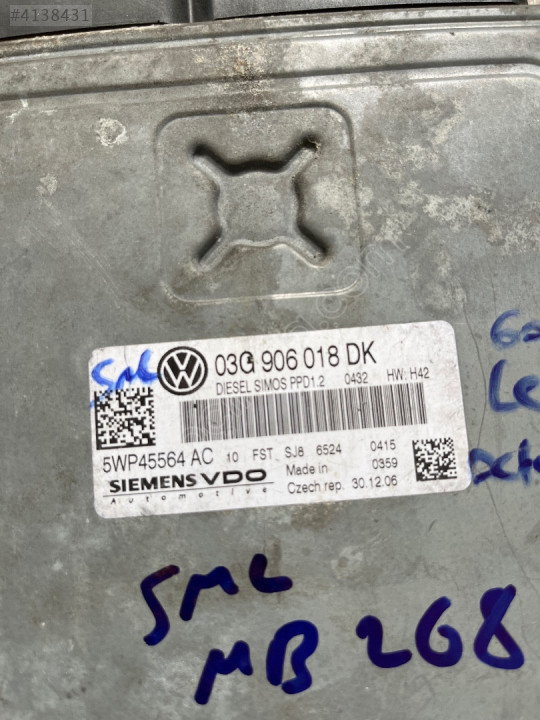 #4138431
SML
03G 906 018 DK
DIESEL SIMOS PPD1.2 0432 HW: H42
5WP45564 AC 10 FST SJ8 6524 0415
Made in 0359
SIEMENS VDO
Automotive
Czech rep. 30.12.06
SML
MB 268